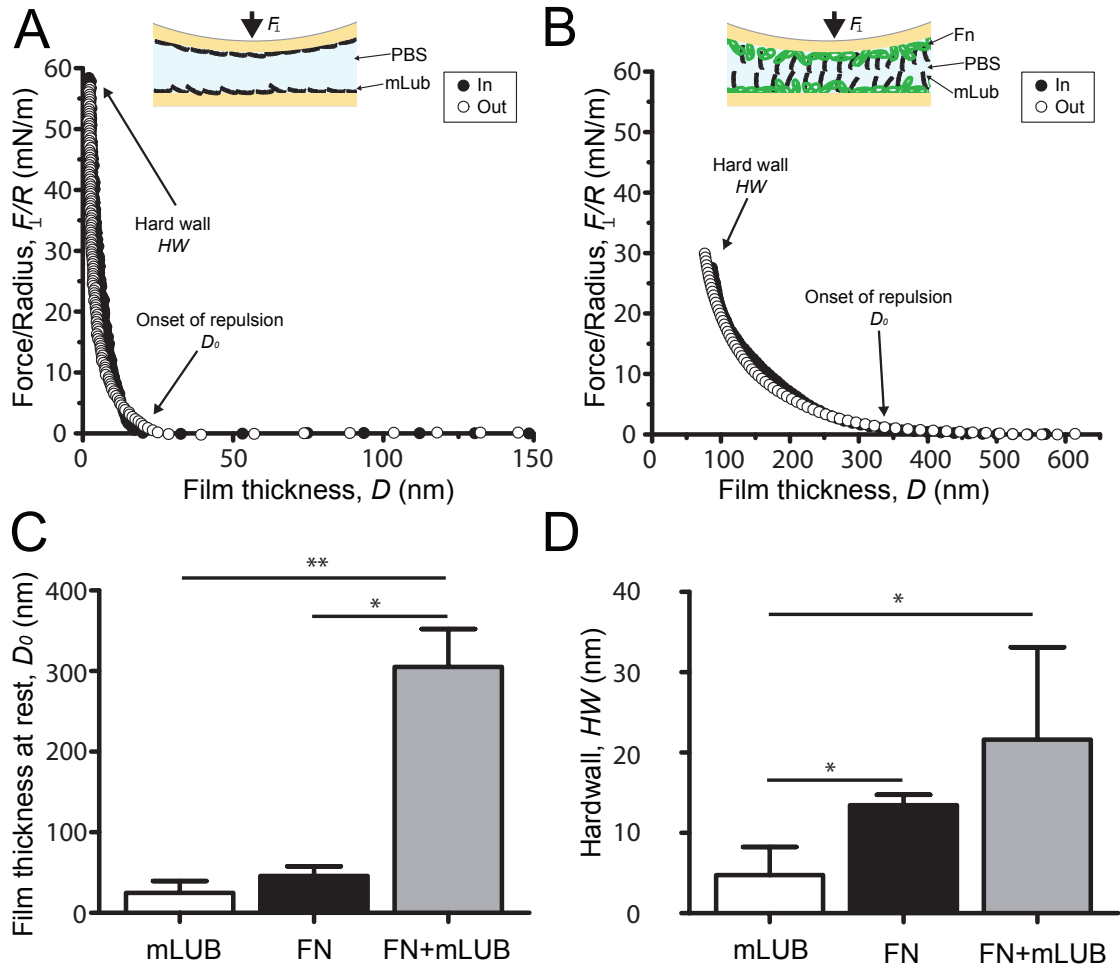 A
F⊥
PBS
mLub
In
Out
60
50
40
30
20
10
0
Force/Radius, F⊥/R (mN/m)
Hard wall
HW
Onset of repulsion
D₀
0
50
100
150
Film thickness, D (nm)
B
F⊥
Fn
PBS
mLub
In
Out
60
50
40
30
20
10
0
Force/Radius, F⊥/R (mN/m)
Hard wall
HW
Onset of repulsion
D₀
0
100
200
300
400
500
600
Film thickness, D (nm)
C
400
300
200
100
0
Film thickness at rest, D₀ (nm)
**
*
mLUB
FN
FN+mLUB
D
40
30
20
10
0
Hardwall, HW (nm)
*
*
mLUB
FN
FN+mLUB